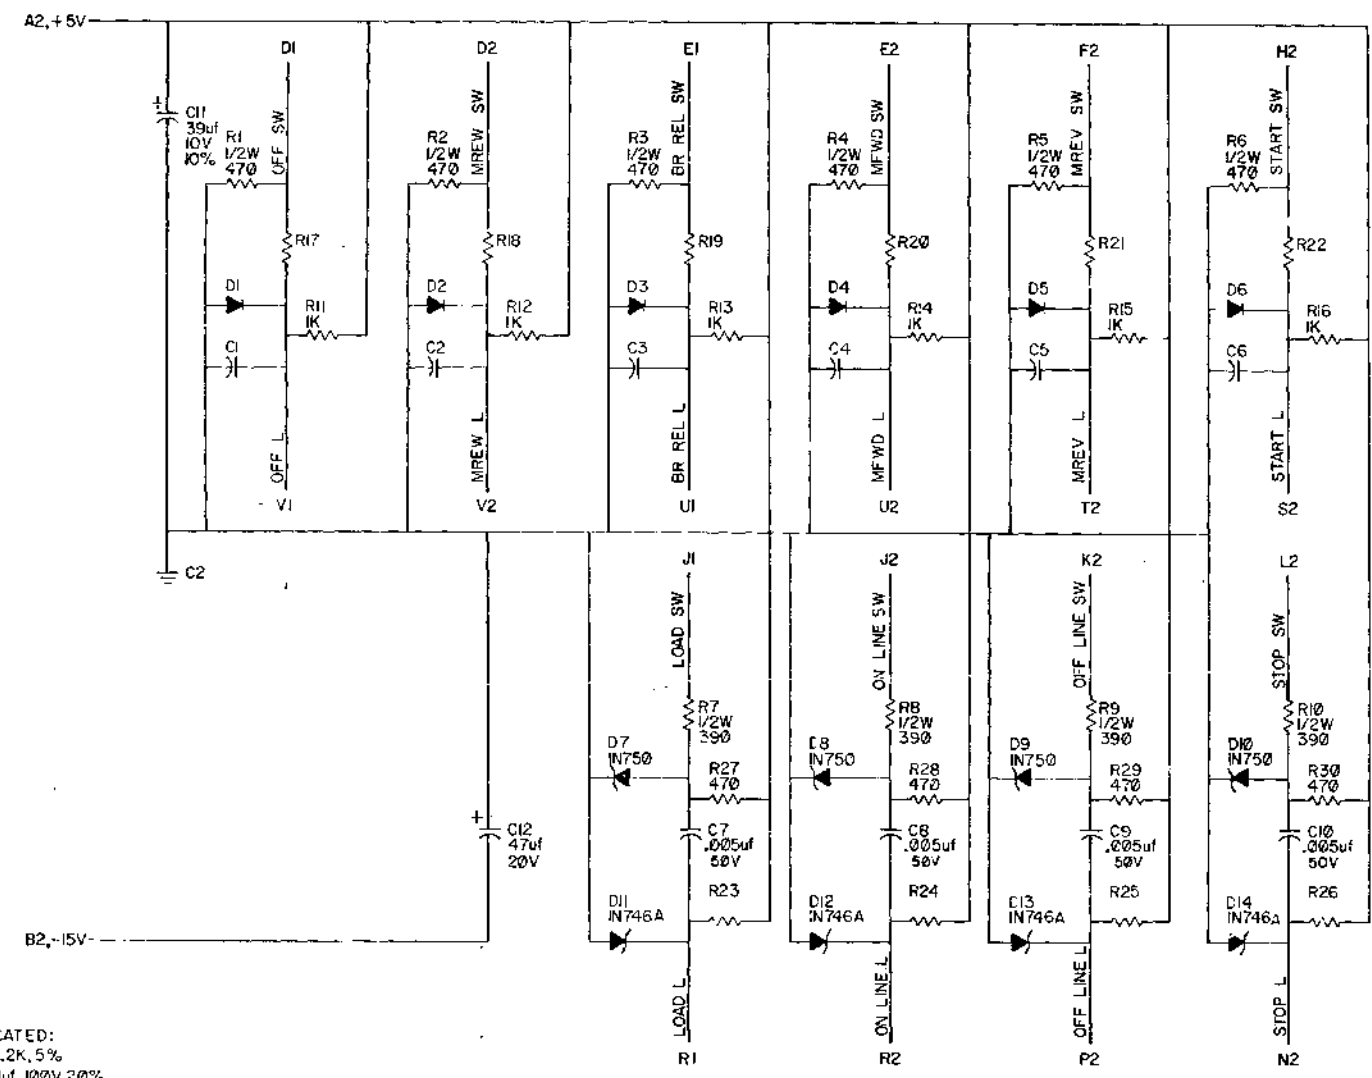 A2,+5V
D1
D2
E1
E2
F2
H2
C11
39uf
10V
10%
R1
1/2W
470
OFF SW
R2
1/2W
470
MREW SW
R3
1/2W
470
BR REL SW
R4
1/2W
470
MFWD SW
R5
1/2W
470
MREV SW
R6
1/2W
470
START SW
R17
R18
R19
R20
R21
R22
D1
D2
D3
D4
D5
D6
R11
1K
R12
1K
R13
1K
R14
1K
R15
1K
R16
1K
C1
C2
C3
C4
C5
C6
OFF L
MREW L
BR REL L
MFWD L
MREV L
START L
V1
V2
U1
U2
T2
S2
C2
J1
J2
K2
L2
LOAD SW
ON LINE SW
OFF LINE SW
STOP SW
R7
1/2W
390
R8
1/2W
390
R9
1/2W
390
R10
1/2W
390
D7
IN750
D8
IN750
D9
IN750
D10
IN750
R27
470
R28
470
R29
470
R30
470
+
C12
47uf
20V
C7
.005uf
50V
C8
.005uf
50V
C9
.005uf
50V
C10
.005uf
50V
R23
R24
R25
R26
D11
IN746A
D12
IN746A
D13
IN746A
D14
IN746A
B2,-15V
LOAD L
ON LINE L
OFF LINE L
STOP L
R1
R2
P2
N2
CATED:
.2K, 5%
uf, 100V, 20%